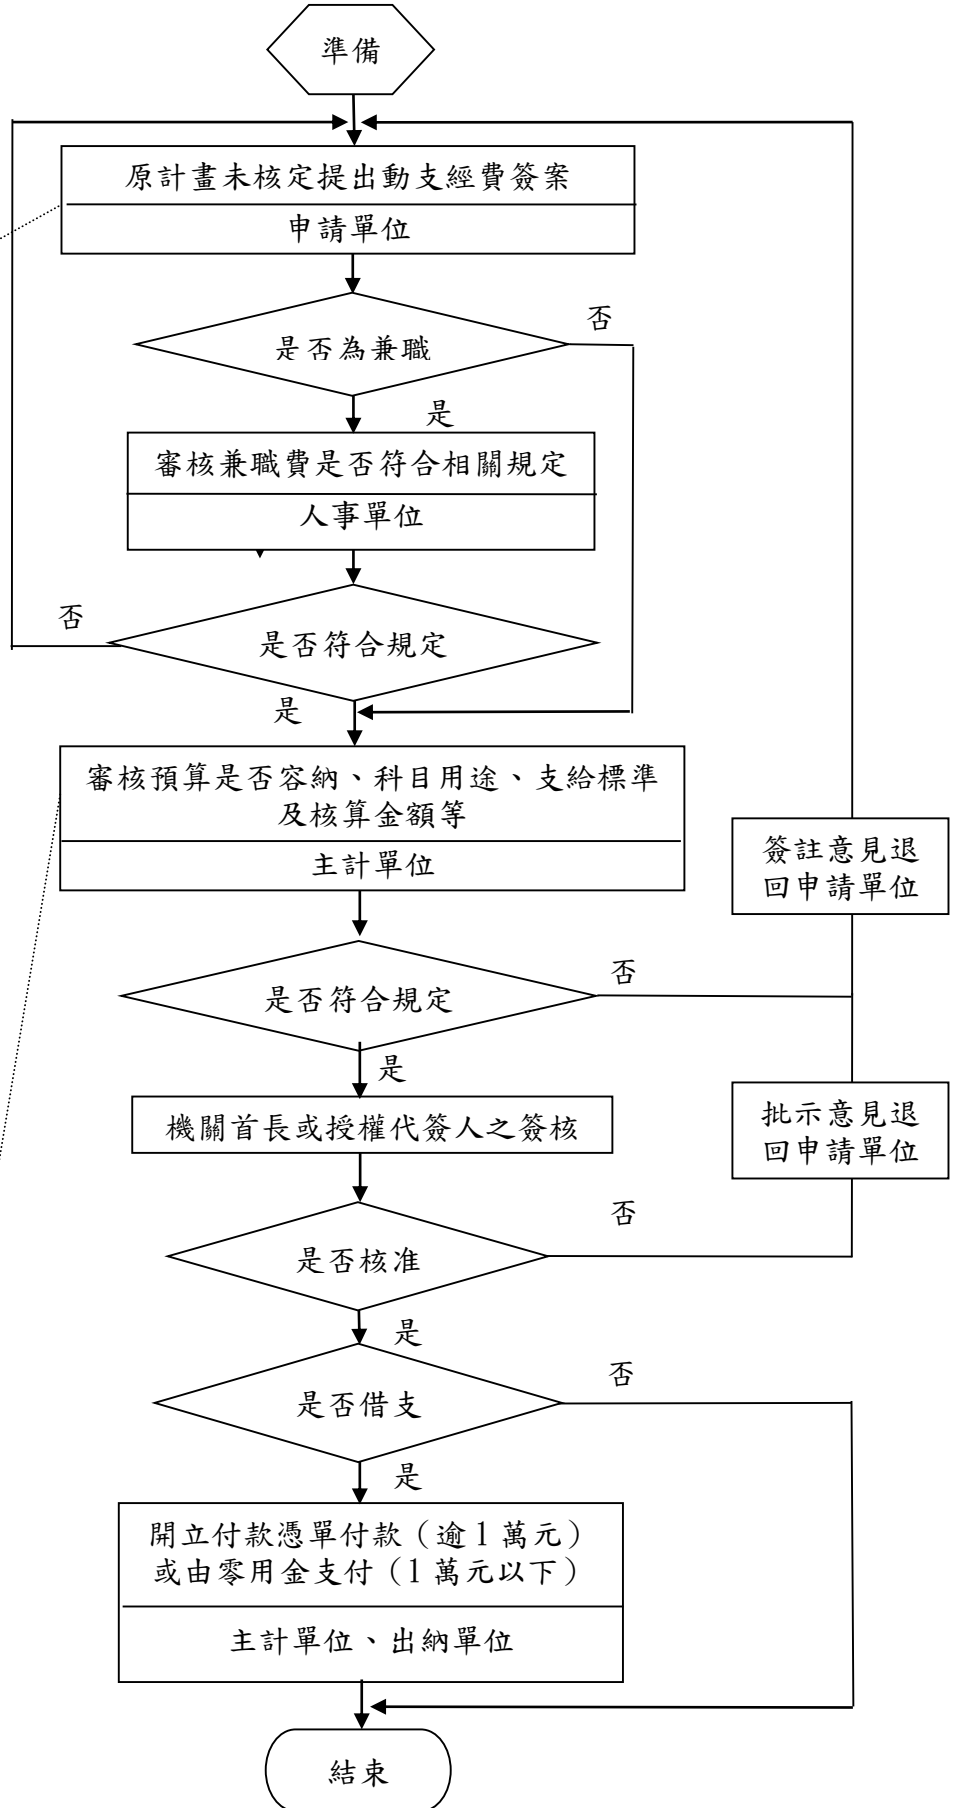 準備
原計畫未核定提出動支經費簽案
申請單位
是否為兼職
否
是
審核兼職費是否符合相關規定
人事單位
是否符合規定
否
是
審核預算是否容納、科目用途、支給標準
及核算金額等
主計單位
簽註意見退
回申請單位
是否符合規定
否
是
機關首長或授權代簽人之簽核
批示意見退
回申請單位
是否核准
否
是
是否借支
否
是
開立付款憑單付款（逾1萬元）
或由零用金支付（1萬元以下）
主計單位、出納單位
結束